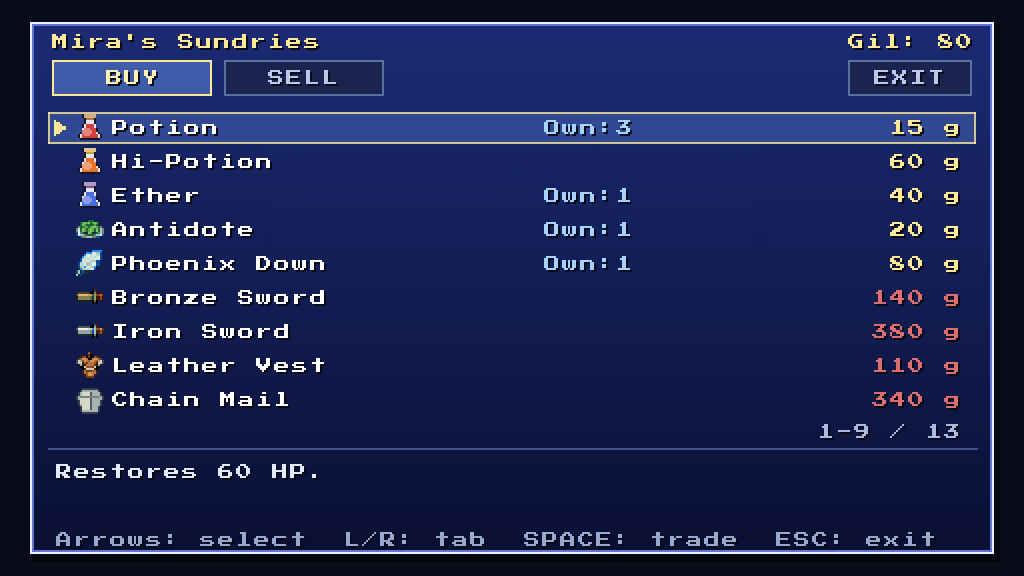 Mira's Sundries Gil: 80
BUY SELL EXIT
Potion Own:3 15 g
Hi-Potion 60 g
Ether Own:1 40 g
Antidote Own:1 20 g
Phoenix Down Own:1 80 g
Bronze Sword 140 g
Iron Sword 380 g
Leather Vest 110 g
Chain Mail 340 g
1-9 / 13
Restores 60 HP.
Arrows: select L/R: tab SPACE: trade ESC: exit